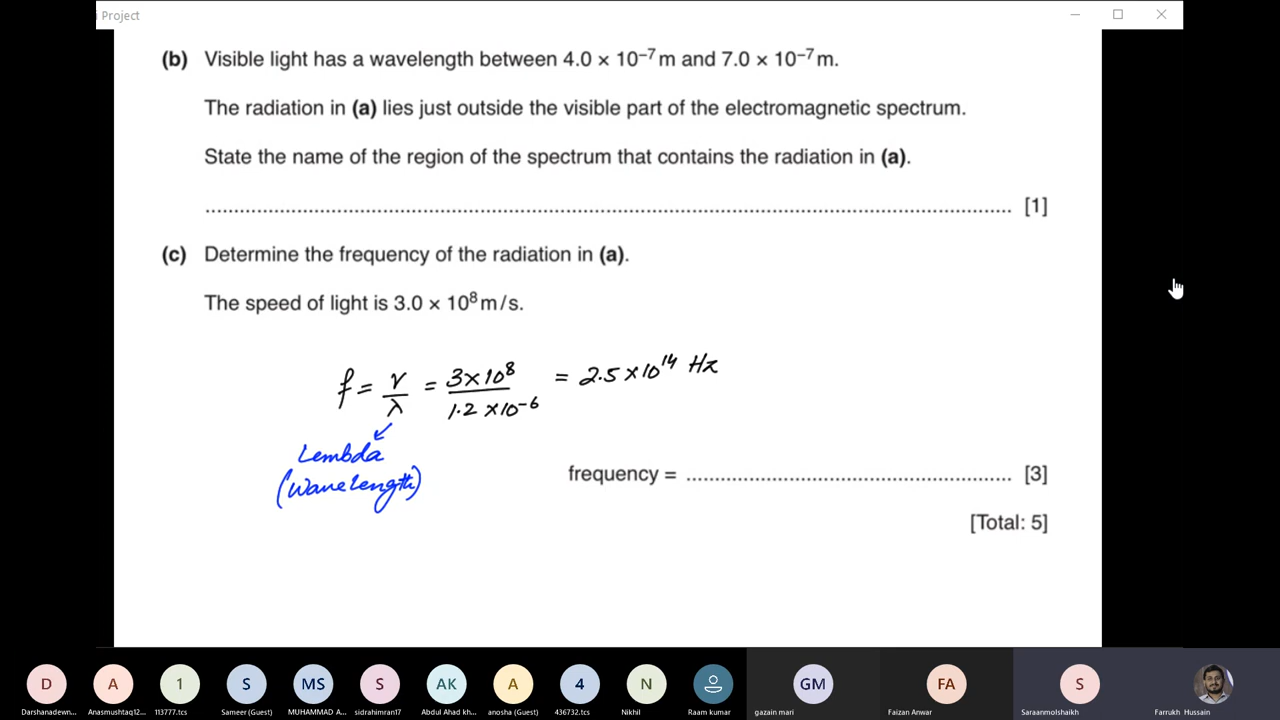 Project
(b) Visible light has a wavelength between 4.0 × 10⁻⁷ m and 7.0 × 10⁻⁷ m.
The radiation in (a) lies just outside the visible part of the electromagnetic spectrum.
State the name of the region of the spectrum that contains the radiation in (a).
.................................................................................................................................. [1]
(c) Determine the frequency of the radiation in (a).
The speed of light is 3.0 × 10⁸ m/s.
f = v/λ = 3×10⁸/1.2×10⁻⁶ = 2.5×10¹⁴ Hz
Lembda
(Wavelength)
frequency = .................................................... [3]
[Total: 5]
D A 1 S MS S AK A 4 N GM FA S
Darshanadewn... Anasmushtaq12... 113777.tcs Sameer (Guest) MUHAMMAD A... sidrahimran17 Abdul Ahad kh... anosha (Guest) 436732.tcs Nikhil Raam kumar gazain mari Faizan Anwar Saraanmolshaikh Farrukh Hussain